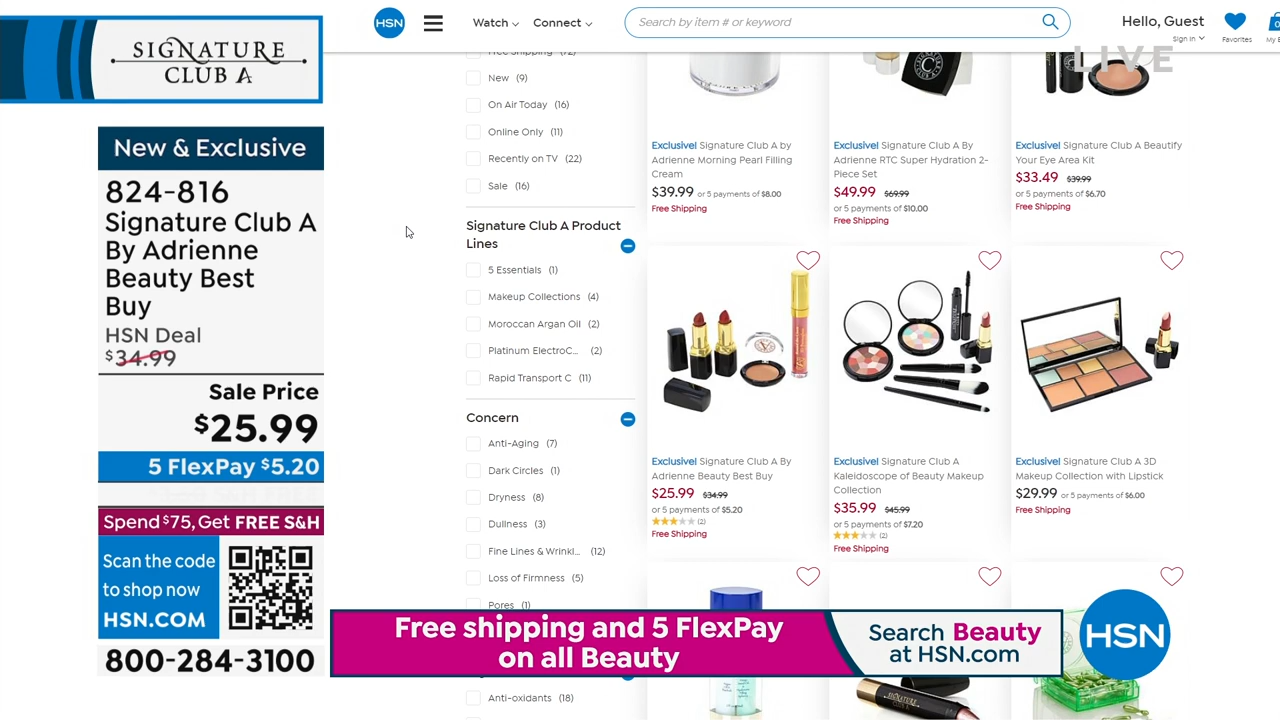 SIGNATURE
CLUB A
New & Exclusive
824-816
Signature Club A
By Adrienne
Beauty Best
Buy
HSN Deal
$34.99
Sale Price
$25.99
5 FlexPay $5.20
Spend $75, Get FREE S&H
Scan the code
to shop now
HSN.COM
800-284-3100
HSN
Watch
Connect
Search by item # or keyword
Hello, Guest
Sign In
Favorites
0
LIVE
Free Shipping (72)
New (9)
On Air Today (16)
Online Only (11)
Recently on TV (22)
Sale (16)
Signature Club A Product
Lines
5 Essentials (1)
Makeup Collections (4)
Moroccan Argan Oil (2)
Platinum ElectroC... (2)
Rapid Transport C (11)
Concern
Anti-Aging (7)
Dark Circles (1)
Dryness (8)
Dullness (3)
Fine Lines & Wrinkl... (12)
Loss of Firmness (5)
Pores (1)
Anti-oxidants (18)
Exclusive! Signature Club A by
Adrienne Morning Pearl Filling
Cream
$39.99 or 5 payments of $8.00
Free Shipping
Exclusive! Signature Club A By
Adrienne RTC Super Hydration 2-
Piece Set
$49.99 $69.99
or 5 payments of $10.00
Free Shipping
Exclusive! Signature Club A Beautify
Your Eye Area Kit
$33.49 $39.99
or 5 payments of $6.70
Free Shipping
Exclusive! Signature Club A By
Adrienne Beauty Best Buy
$25.99 $34.99
or 5 payments of $5.20
(2)
Free Shipping
Exclusive! Signature Club A
Kaleidoscope of Beauty Makeup
Collection
$35.99 $45.99
or 5 payments of $7.20
(2)
Free Shipping
Exclusive! Signature Club A 3D
Makeup Collection with Lipstick
$29.99 or 5 payments of $6.00
Free Shipping
Free shipping and 5 FlexPay
on all Beauty
Search Beauty
at HSN.com
HSN